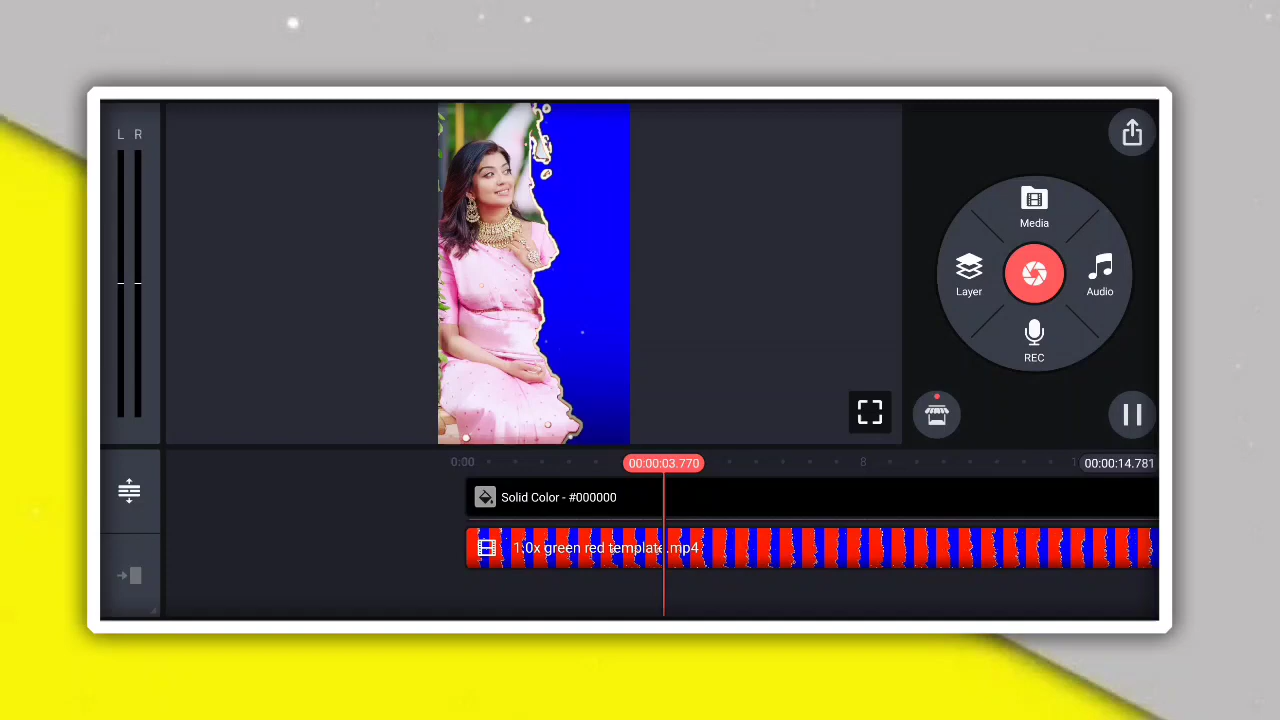 L R
Media
Layer
Audio
REC
0:00
00:00:03.770
8
00:00:14.781
Solid Color - #000000
1.0x green red template.mp4